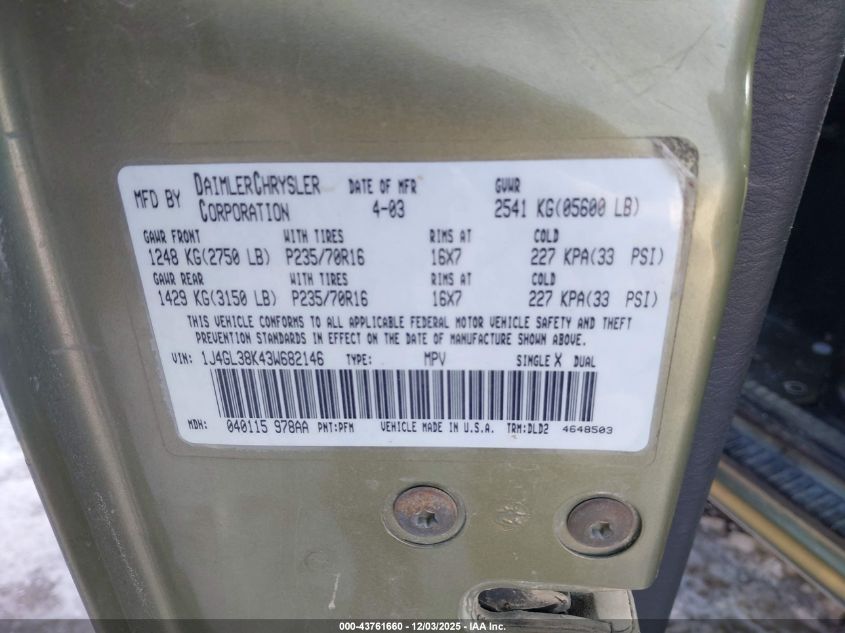 MFD BY DAIMLERCHRYSLER CORPORATION DATE OF MFR 4-03 GVWR 2541 KG(05600 LB)
GAWR FRONT WITH TIRES RIMS AT COLD
1248 KG(2750 LB) P235/70R16 16X7 227 KPA(33 PSI)
GAWR REAR WITH TIRES RIMS AT COLD
1429 KG(3150 LB) P235/70R16 16X7 227 KPA(33 PSI)
THIS VEHICLE CONFORMS TO ALL APPLICABLE FEDERAL MOTOR VEHICLE SAFETY AND THEFT
PREVENTION STANDARDS IN EFFECT ON THE DATE OF MANUFACTURE SHOWN ABOVE.
VIN: 1J4GL38K43W682146 TYPE: MPV SINGLE X DUAL
MDH: 040115 978AA PNT:PFM VEHICLE MADE IN U.S.A. TRM:DLD2 4648503
000-43761660 - 12/03/2025 - IAA Inc.